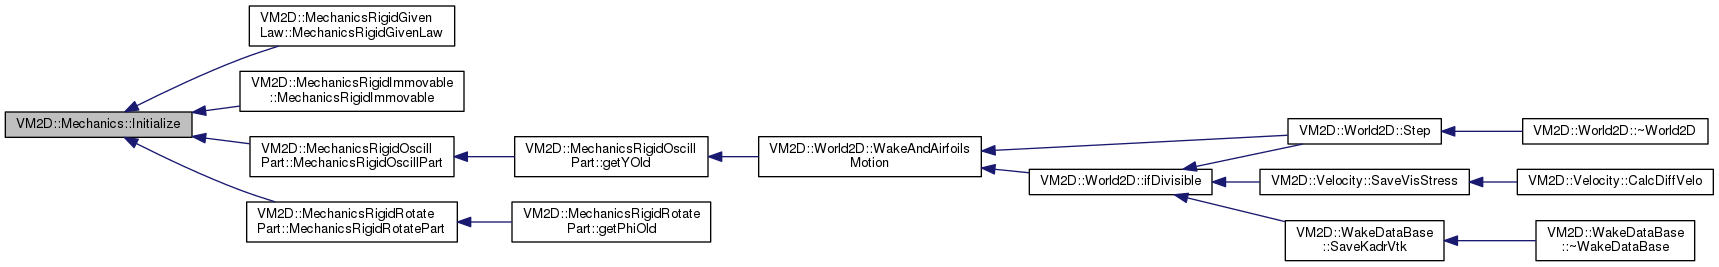 VM2D::MechanicsRigidGiven
Law::MechanicsRigidGivenLaw
VM2D::MechanicsRigidImmovable
::MechanicsRigidImmovable
VM2D::Mechanics::Initialize
VM2D::MechanicsRigidOscill
Part::MechanicsRigidOscillPart
VM2D::MechanicsRigidOscill
Part::getYOld
VM2D::World2D::WakeAndAirfoils
Motion
VM2D::World2D::Step
VM2D::World2D::~World2D
VM2D::World2D::ifDivisible
VM2D::Velocity::SaveVisStress
VM2D::Velocity::CalcDiffVelo
VM2D::MechanicsRigidRotate
Part::MechanicsRigidRotatePart
VM2D::MechanicsRigidRotate
Part::getPhiOld
VM2D::WakeDataBase
::SaveKadrVtk
VM2D::WakeDataBase
::~WakeDataBase